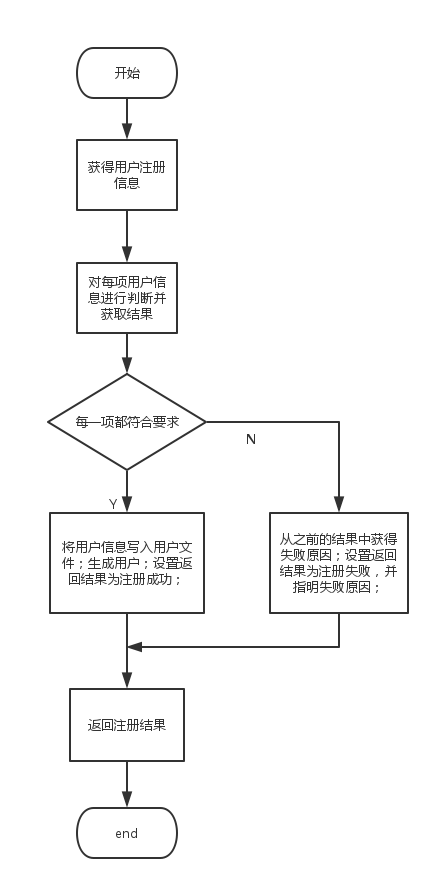 开始
获得用户注册
信息
对每项用户信
息进行判断并
获取结果
每一项都符合要求
N
Y
将用户信息写入用户文
件；生成用户；设置返
回结果为注册成功；
从之前的结果中获得
失败原因；设置返回
结果为注册失败，并
指明失败原因；
返回注册结果
end